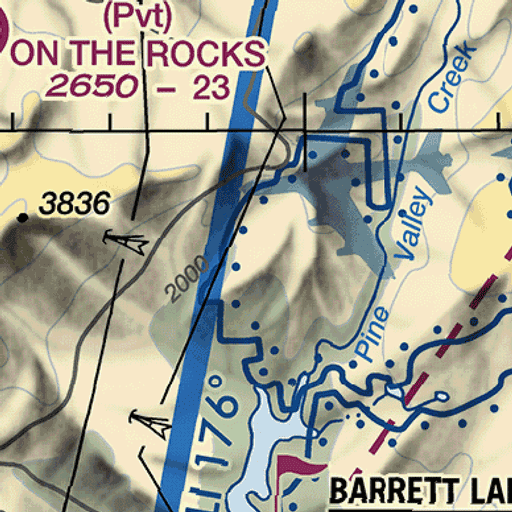 (Pvt)
ON THE ROCKS
2650 – 23
Creek
3836
Valley
2000
Pine
176°
BARRETT LA